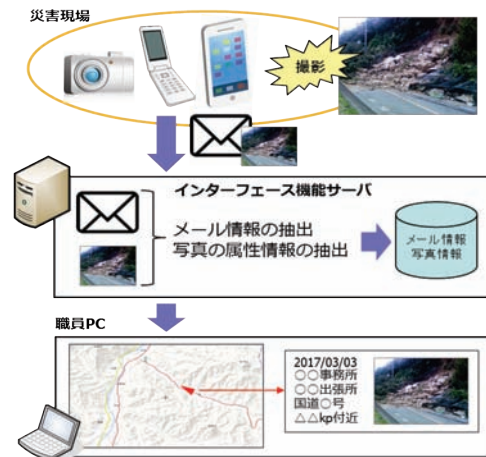 災害現場
撮影
インターフェース機能サーバ
メール情報の抽出
写真の属性情報の抽出
メール情報
写真情報
職員PC
2017/03/03
○○事務所
○○出張所
国道○号
△△kp付近